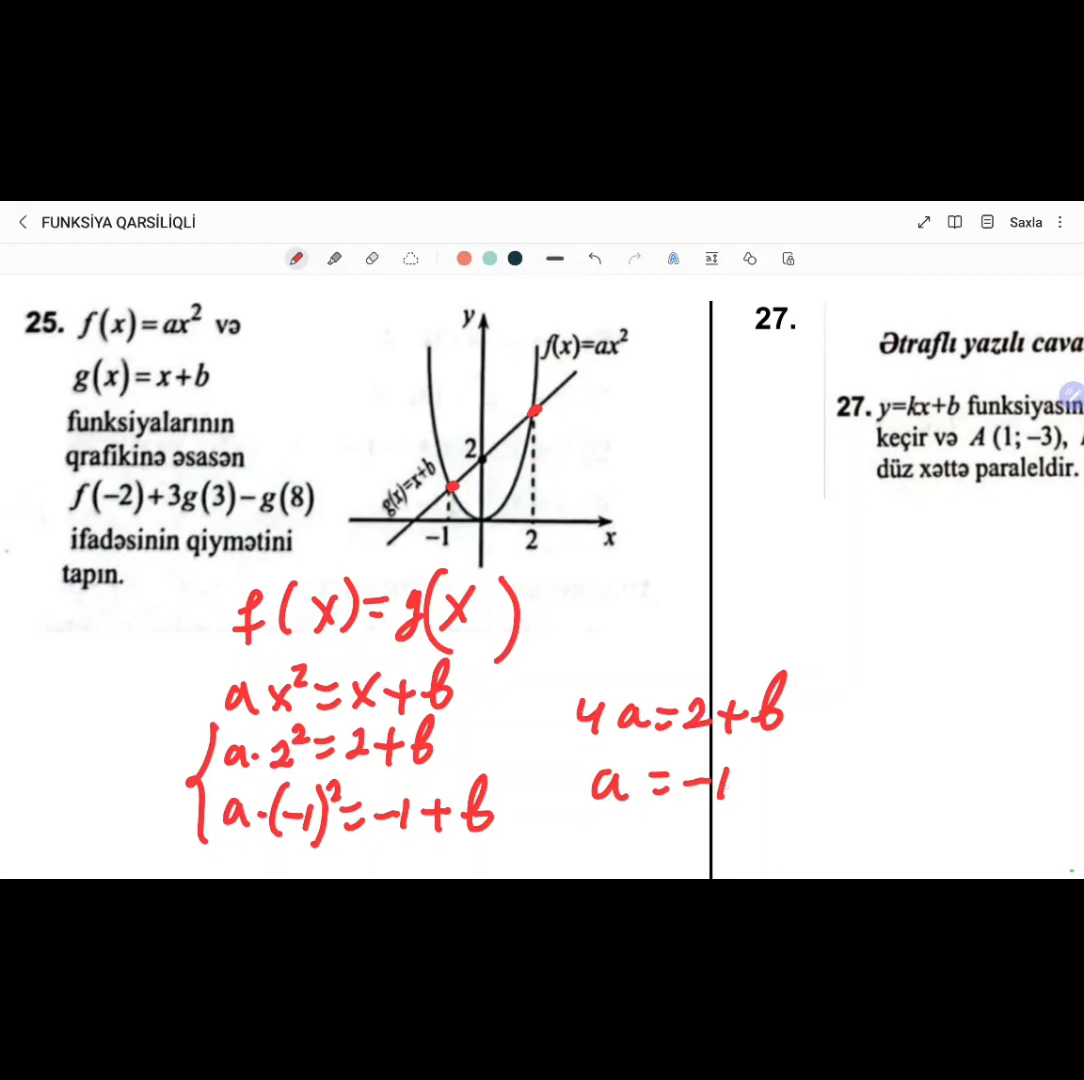 FUNKSİYA QARSİLİQLİ
Saxla
25. f(x)=ax² və
g(x)=x+b
funksiyalarının
qrafikinə əsasən
f(−2)+3g(3)−g(8)
ifadəsinin qiymətini
tapın.
y
f(x)=ax²
2
g(x)=x+b
−1
2
x
27.
Ətraflı yazılı cava
27. y=kx+b funksiyasın
keçir və A (1; −3),
düz xəttə paraleldir.
f(x)=g(x)
ax²=x+b
a·2²=2+b
a·(−1)²=−1+b
4a=2+b
a=−1